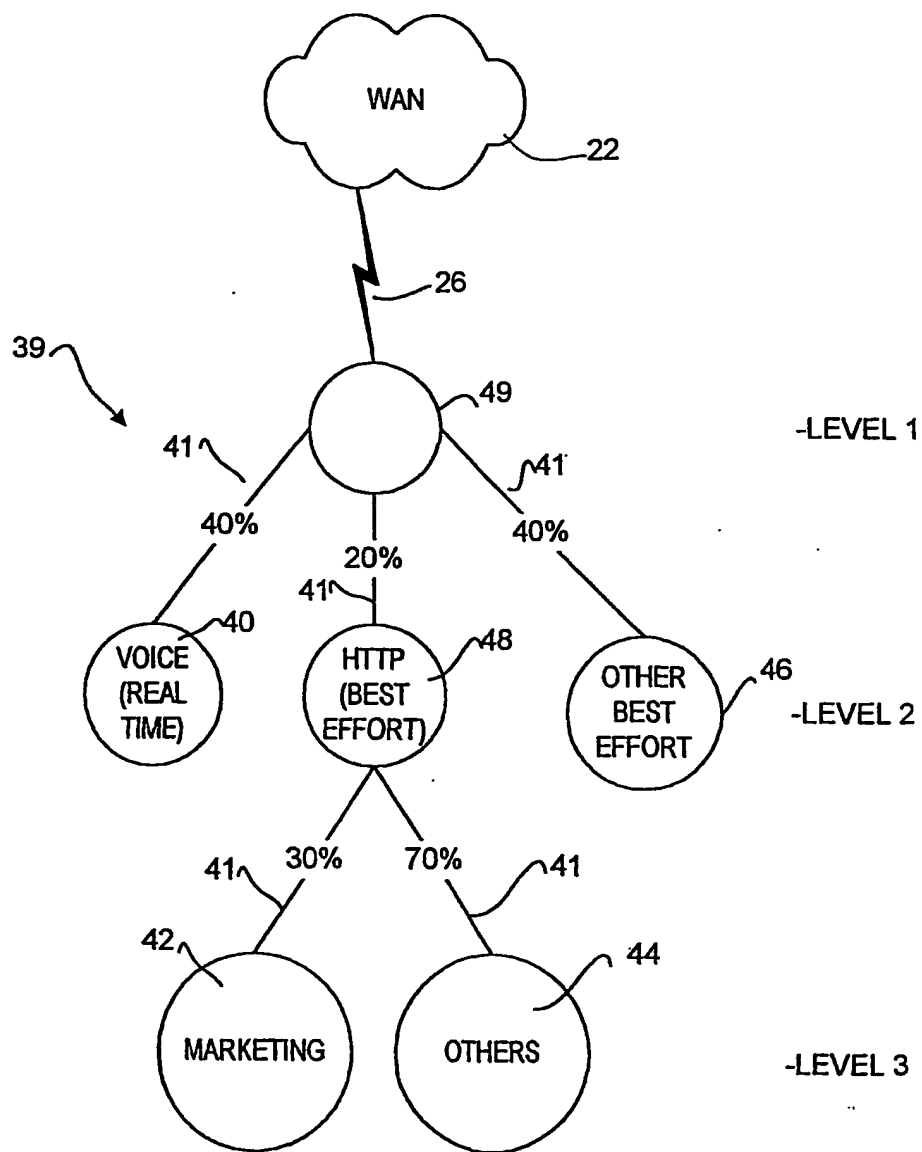 WAN
22
26
39
49
-LEVEL 1
41
41
40%
20%
40%
41
40
VOICE
(REAL
TIME)
HTTP
(BEST
EFFORT)
48
OTHER
BEST
EFFORT
46
-LEVEL 2
30%
70%
41
41
42
44
MARKETING
OTHERS
-LEVEL 3